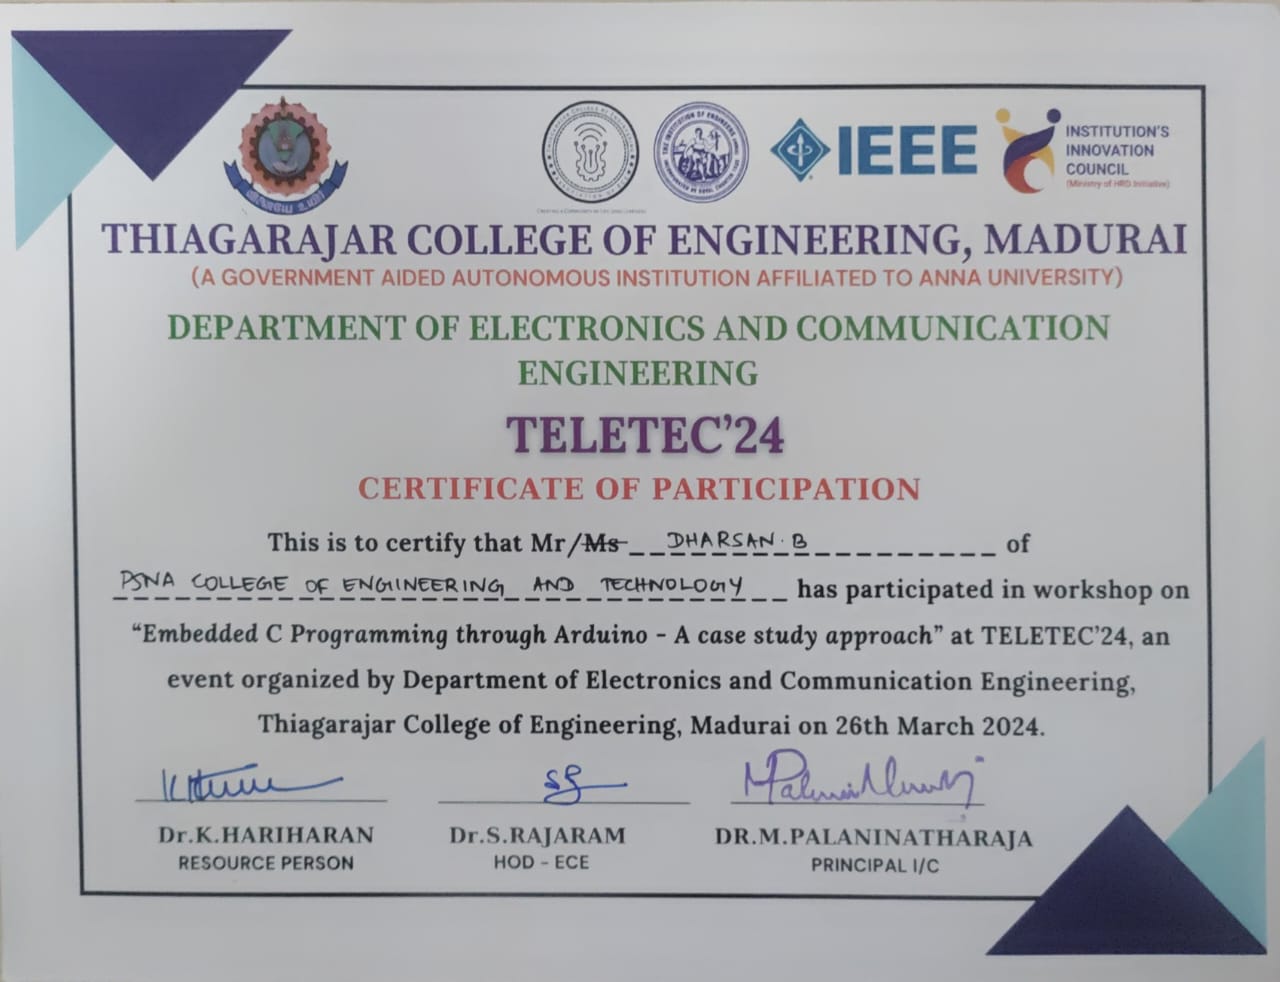 IEEE
INSTITUTION'S
INNOVATION
COUNCIL
(Ministry of HRD Initiative)
THIAGARAJAR COLLEGE OF ENGINEERING, MADURAI
(A GOVERNMENT AIDED AUTONOMOUS INSTITUTION AFFILIATED TO ANNA UNIVERSITY)
DEPARTMENT OF ELECTRONICS AND COMMUNICATION
ENGINEERING
TELETEC'24
CERTIFICATE OF PARTICIPATION
This is to certify that Mr/Ms DHARSAN.B of
PSNA COLLEGE OF ENGINEERING AND TECHNOLOGY has participated in workshop on
“Embedded C Programming through Arduino - A case study approach” at TELETEC’24, an
event organized by Department of Electronics and Communication Engineering,
Thiagarajar College of Engineering, Madurai on 26th March 2024.
Dr.K.HARIHARAN Dr.S.RAJARAM DR.M.PALANINATHARAJA
RESOURCE PERSON HOD - ECE PRINCIPAL I/C